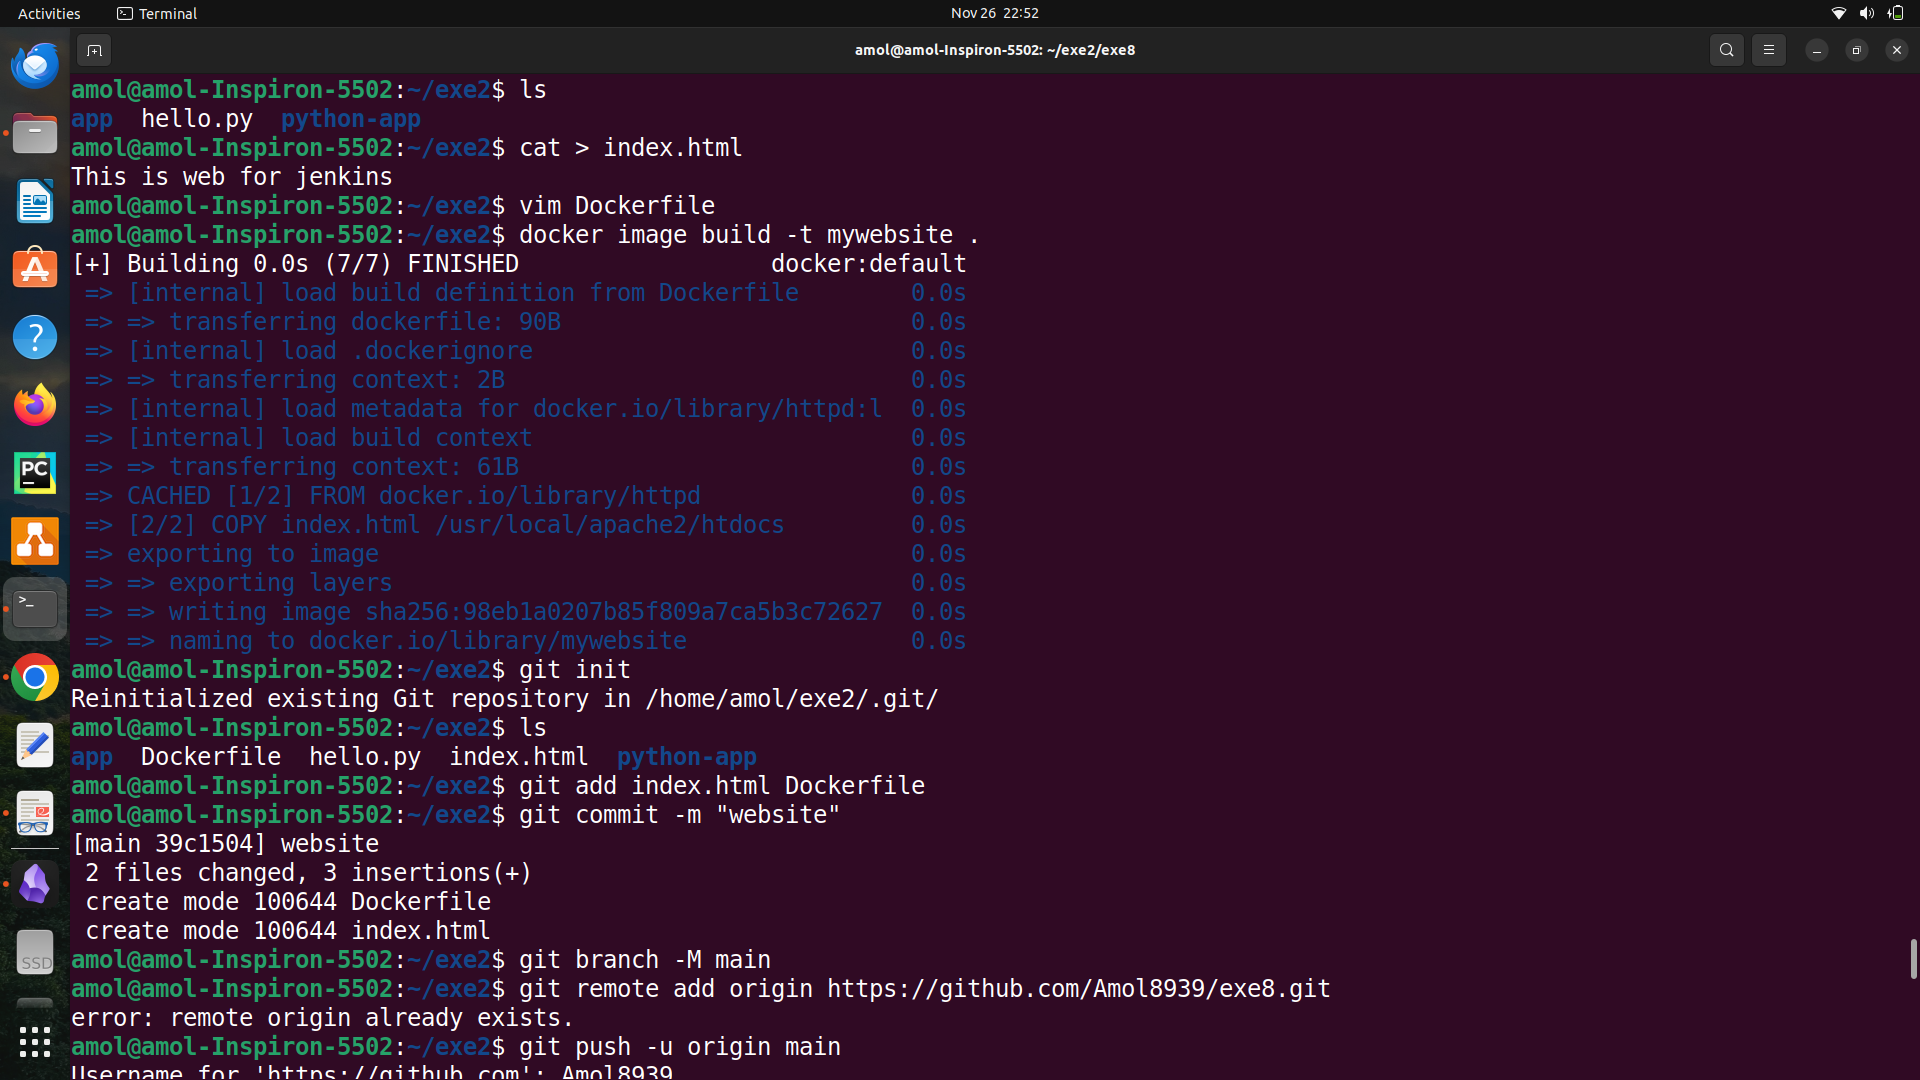 Activities Terminal Nov 26 22:52
amol@amol-Inspiron-5502: ~/exe2/exe8
amol@amol-Inspiron-5502:~/exe2$ ls
app  hello.py  python-app
amol@amol-Inspiron-5502:~/exe2$ cat > index.html
This is web for jenkins
amol@amol-Inspiron-5502:~/exe2$ vim Dockerfile
amol@amol-Inspiron-5502:~/exe2$ docker image build -t mywebsite .
[+] Building 0.0s (7/7) FINISHED                  docker:default
 => [internal] load build definition from Dockerfile        0.0s
 => => transferring dockerfile: 90B                         0.0s
 => [internal] load .dockerignore                           0.0s
 => => transferring context: 2B                             0.0s
 => [internal] load metadata for docker.io/library/httpd:l  0.0s
 => [internal] load build context                           0.0s
 => => transferring context: 61B                            0.0s
 => CACHED [1/2] FROM docker.io/library/httpd               0.0s
 => [2/2] COPY index.html /usr/local/apache2/htdocs         0.0s
 => exporting to image                                      0.0s
 => => exporting layers                                     0.0s
 => => writing image sha256:98eb1a0207b85f809a7ca5b3c72627  0.0s
 => => naming to docker.io/library/mywebsite                0.0s
amol@amol-Inspiron-5502:~/exe2$ git init
Reinitialized existing Git repository in /home/amol/exe2/.git/
amol@amol-Inspiron-5502:~/exe2$ ls
app  Dockerfile  hello.py  index.html  python-app
amol@amol-Inspiron-5502:~/exe2$ git add index.html Dockerfile
amol@amol-Inspiron-5502:~/exe2$ git commit -m "website"
[main 39c1504] website
 2 files changed, 3 insertions(+)
 create mode 100644 Dockerfile
 create mode 100644 index.html
amol@amol-Inspiron-5502:~/exe2$ git branch -M main
amol@amol-Inspiron-5502:~/exe2$ git remote add origin https://github.com/Amol8939/exe8.git
error: remote origin already exists.
amol@amol-Inspiron-5502:~/exe2$ git push -u origin main
Username for 'https://github.com': Amol8939
PC
SSD